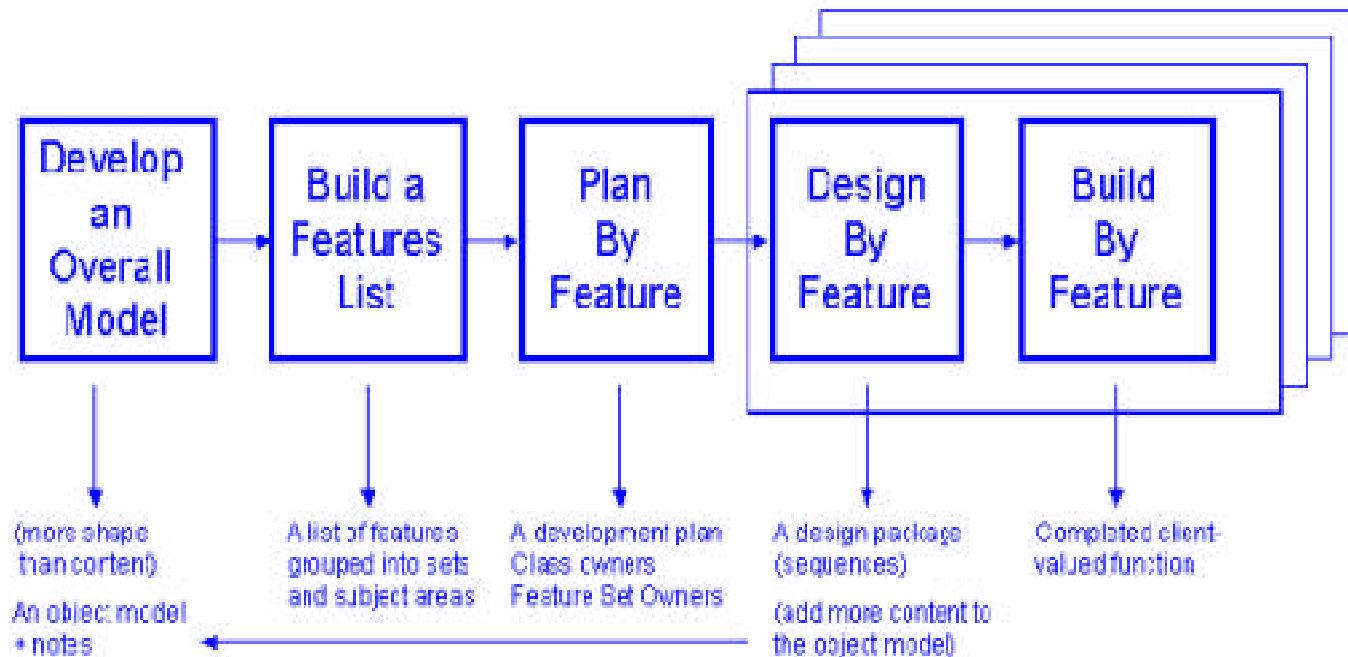 Develop
an
Overall
Model
Build a
Features
List
Plan
By
Feature
Design
By
Feature
Build
By
Feature
(more shape
than content)
An object model
+ notes
A list of features
grouped into sets
and subject areas
A development plan
Class owners
Feature Set Owners
A design package
(sequences)
(add more content to
the object model)
Completed client-
valued function